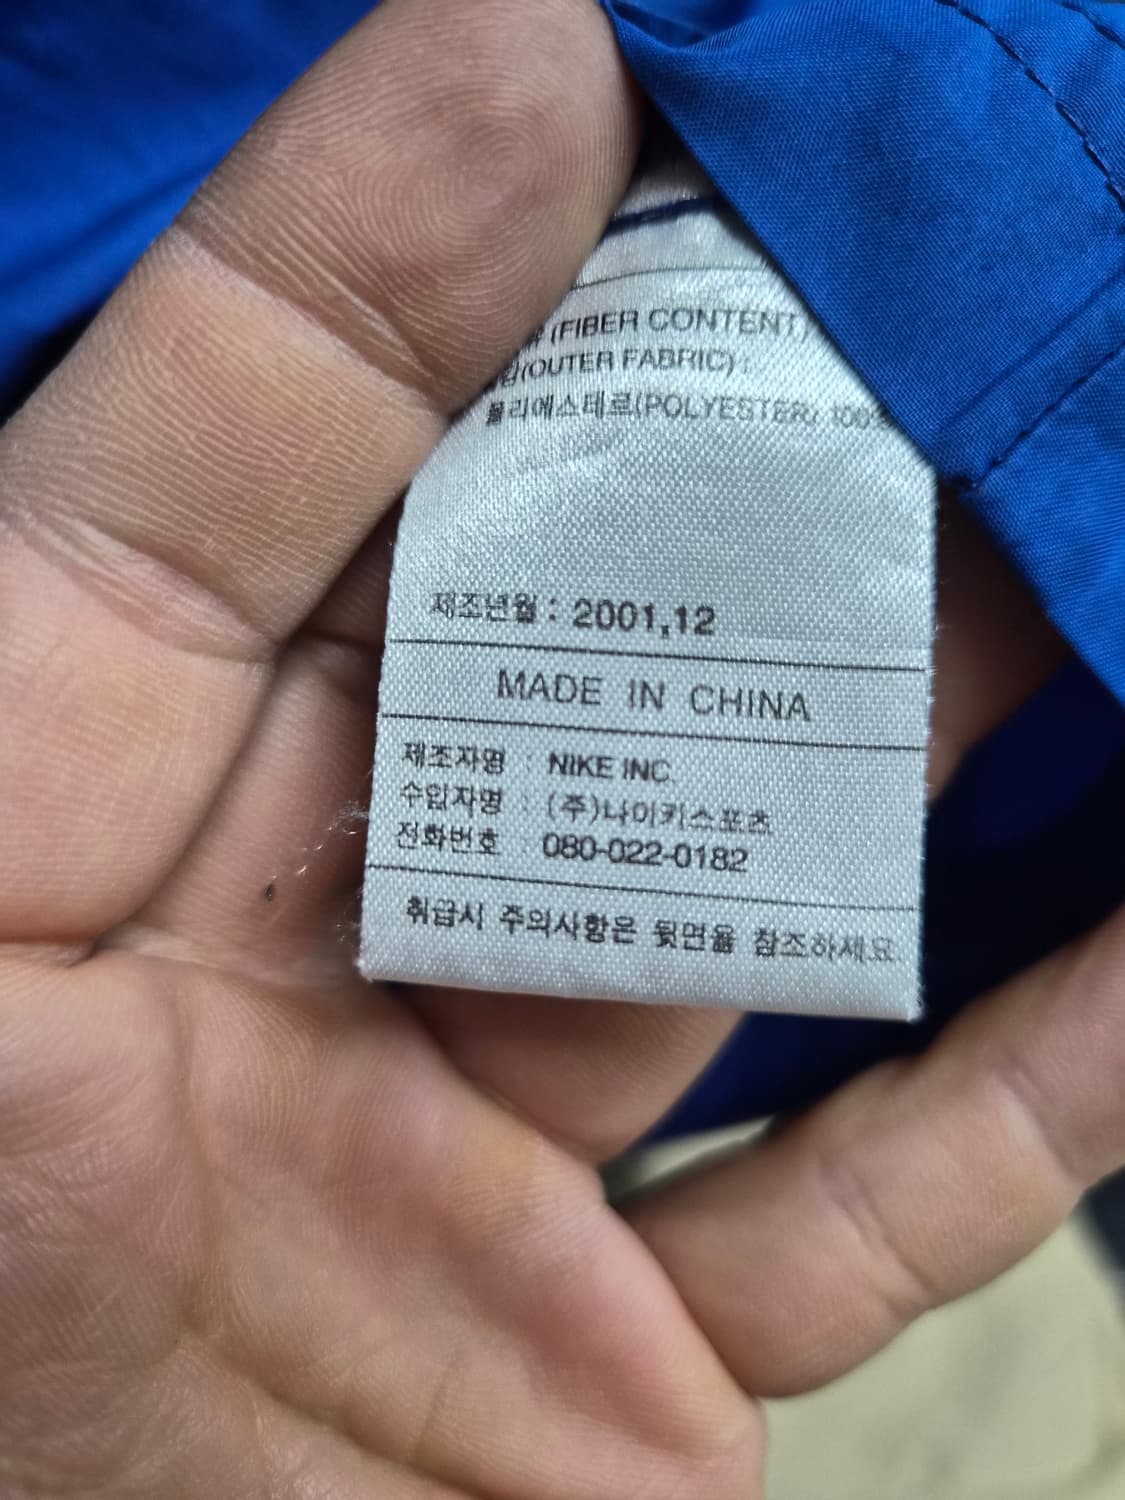 (FIBER CONTENT)
(OUTER FABRIC) :
폴리에스테르(POLYESTER) 100
제조년월 : 2001,12
MADE IN CHINA
제조자명 : NIKE INC.
수입자명 : (주)나이키스포츠
전화번호 : 080-022-0182
취급시 주의사항은 뒷면을 참조하세요.